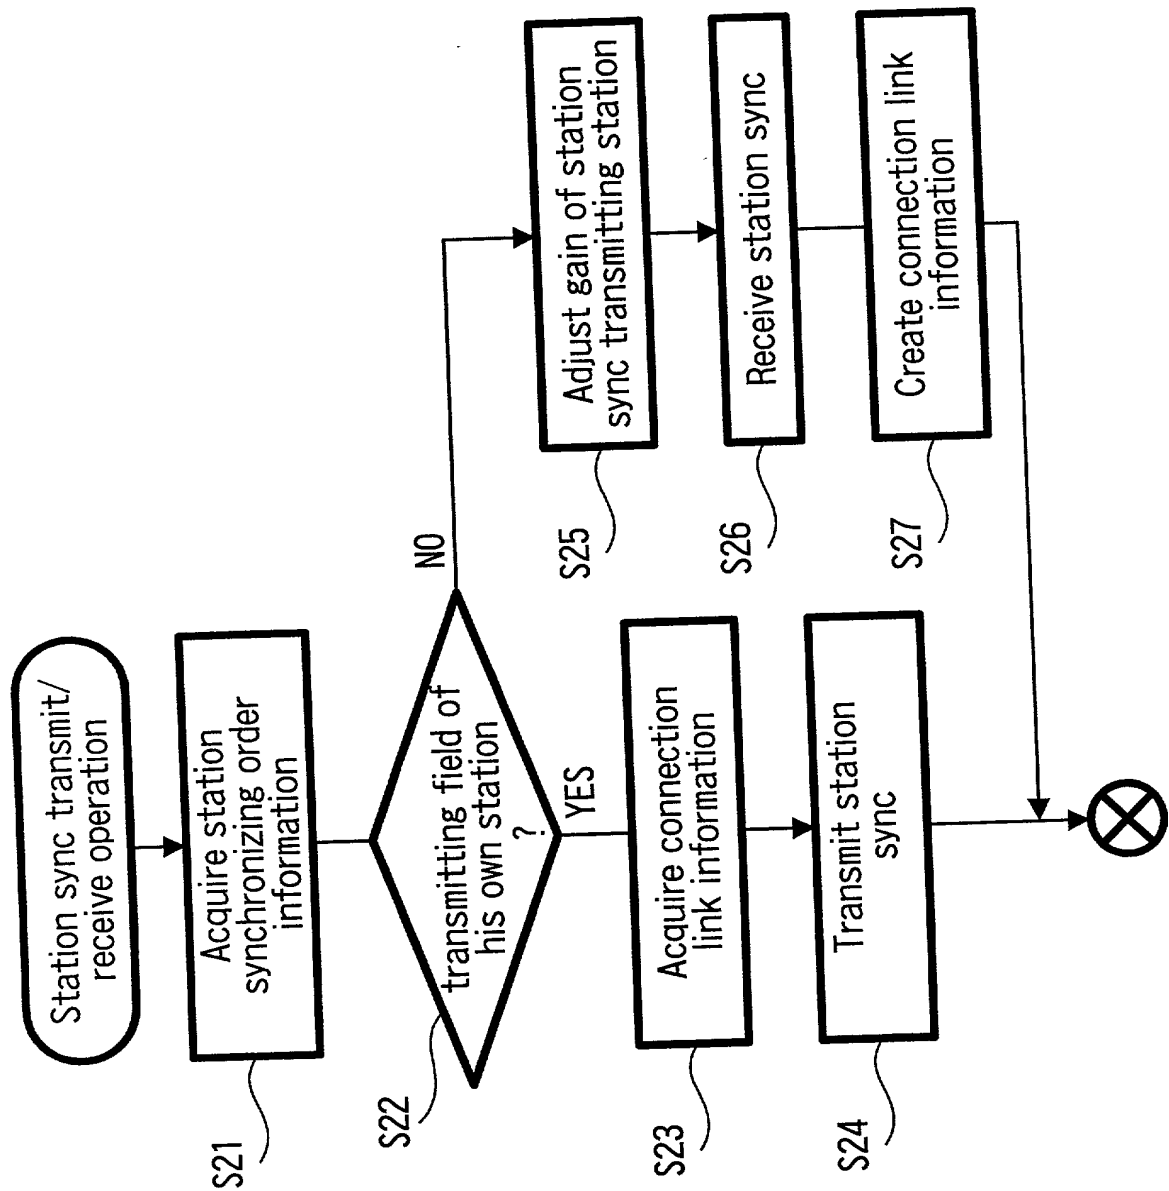 Station sync transmit/
receive operation
S21
Acquire station
synchronizing order
information
S22
transmitting field of
his own station
?
NO
YES
S23
Acquire connection
link information
S24
Transmit station
sync
S25
Adjust gain of station
sync transmitting station
S26
Receive station sync
S27
Create connection link
information